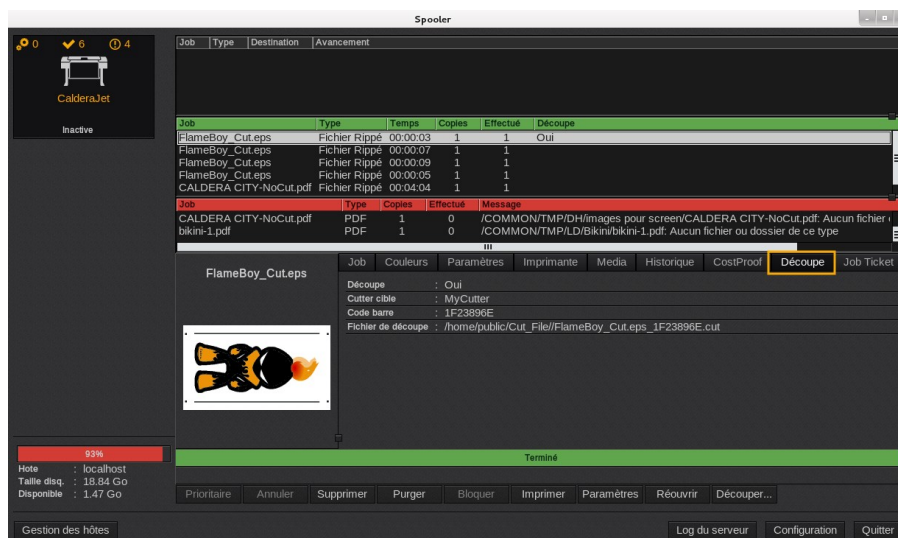 Spooler
0 6 4
CalderaJet
Inactive
Job Type Destination Avancement
Job Type Temps Copies Effectué Découpe
FlameBoy_Cut.eps Fichier Rippé 00:00:03 1 1 Oui
FlameBoy_Cut.eps Fichier Rippé 00:00:07 1 1
FlameBoy_Cut.eps Fichier Rippé 00:00:09 1 1
FlameBoy_Cut.eps Fichier Rippé 00:00:05 1 1
CALDERA CITY-NoCut.pdf Fichier Rippé 00:04:04 1 1
Job Type Copies Effectué Message
CALDERA CITY-NoCut.pdf PDF 1 0 /COMMON/TMP/DH/images pour screen/CALDERA CITY-NoCut.pdf: Aucun fichier
bikini-1.pdf PDF 1 0 /COMMON/TMP/LD/Bikini/bikini-1.pdf: Aucun fichier ou dossier de ce type
FlameBoy_Cut.eps
Job Couleurs Paramètres Imprimante Media Historique CostProof Découpe Job Ticket
Découpe : Oui
Cutter cible : MyCutter
Code barre : 1F23896E
Fichier de découpe : /home/public/Cut_File//FlameBoy_Cut.eps_1F23896E.cut
93%
Hote : localhost
Taille disq. : 18.84 Go
Disponible : 1.47 Go
Terminé
Prioritaire Annuler Supprimer Purger Bloquer Imprimer Paramètres Réouvrir Découper...
Gestion des hôtes Log du serveur Configuration Quitter